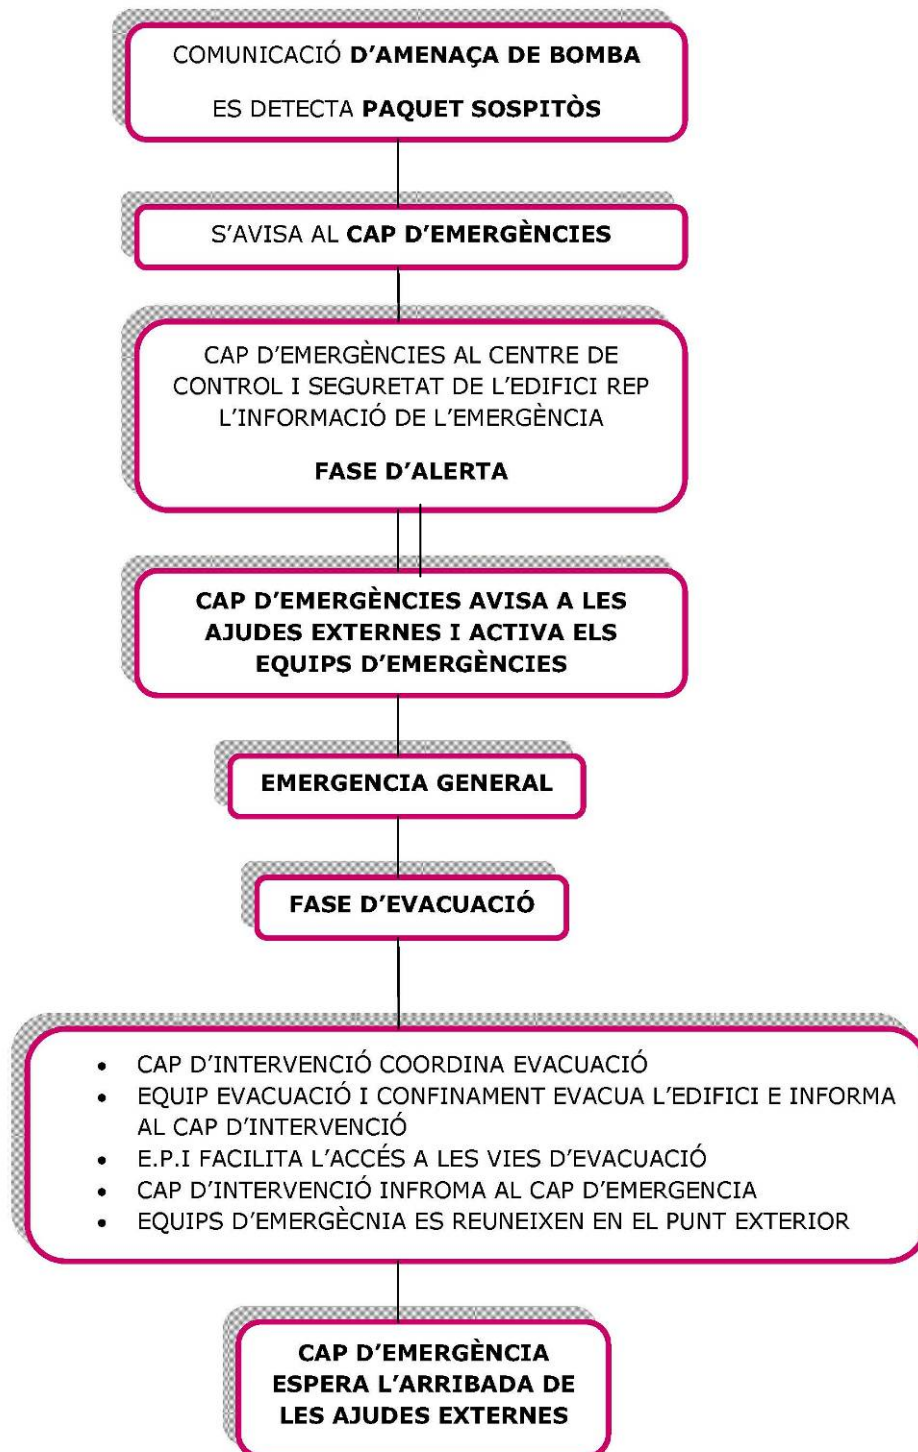 COMUNICACIÓ D’AMENAÇA DE BOMBA
ES DETECTA PAQUET SOSPITÒS
S’AVISA AL CAP D’EMERGÈNCIES
CAP D’EMERGÈNCIES AL CENTRE DE
CONTROL I SEGURETAT DE L’EDIFICI REP
L’INFORMACIÓ DE L’EMERGÈNCIA
FASE D’ALERTA
CAP D’EMERGÈNCIES AVISA A LES
AJUDES EXTERNES I ACTIVA ELS
EQUIPS D’EMERGÈNCIES
EMERGENCIA GENERAL
FASE D’EVACUACIÓ
• CAP D’INTERVENCIÓ COORDINA EVACUACIÓ
• EQUIP EVACUACIÓ I CONFINAMENT EVACUA L’EDIFICI E INFORMA
AL CAP D’INTERVENCIÓ
• E.P.I FACILITA L’ACCÉS A LES VIES D’EVACUACIÓ
• CAP D’INTERVENCIÓ INFROMA AL CAP D’EMERGENCIA
• EQUIPS D’EMERGÈCNIA ES REUNEIXEN EN EL PUNT EXTERIOR
CAP D’EMERGÈNCIA
ESPERA L’ARRIBADA DE
LES AJUDES EXTERNES